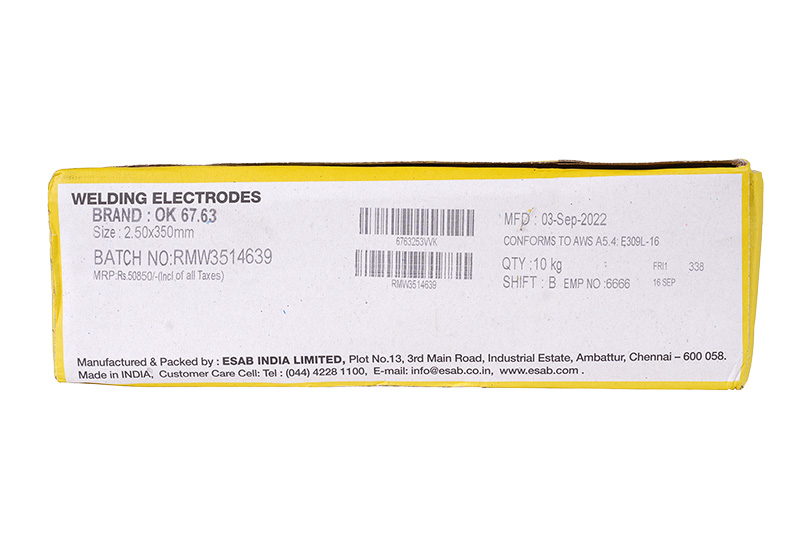 WELDING ELECTRODES
BRAND : OK 67.63
Size : 2.50x350mm
BATCH NO:RMW3514639
MRP:Rs.50850/-(Incl of all Taxes)
6763253VVK
RMW3514639
MFD : 03-Sep-2022
CONFORMS TO AWS A5.4: E309L-16
QTY : 10 kg : FRI1 338
SHIFT : B EMP NO :6666 16 SEP
Manufactured & Packed by : ESAB INDIA LIMITED, Plot No.13, 3rd Main Road, Industrial Estate, Ambattur, Chennai – 600 058.
Made in INDIA, Customer Care Cell: Tel : (044) 4228 1100, E-mail: info@esab.co.in, www.esab.com .